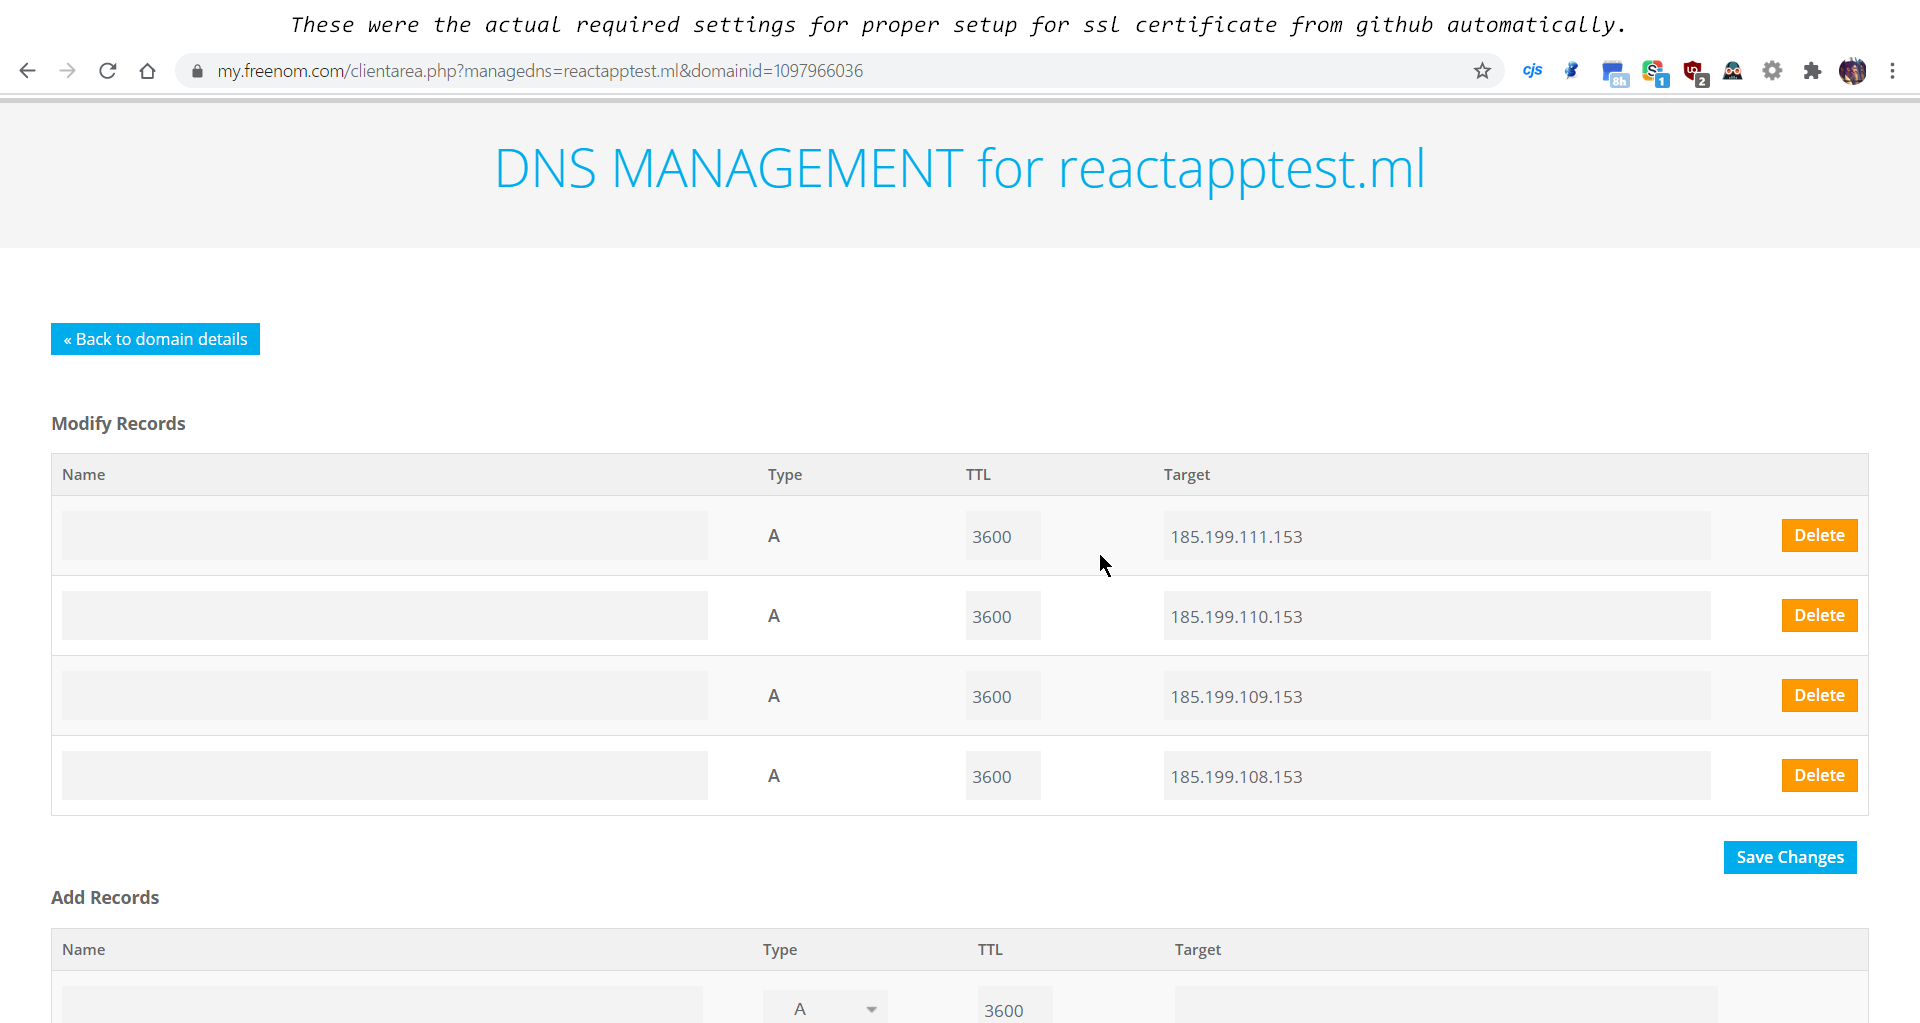 These were the actual required settings for proper setup for ssl certificate from github automatically.
my.freenom.com/clientarea.php?managedns=reactapptest.ml&domainid=1097966036
cjs
8h
S
1
2
DNS MANAGEMENT for reactapptest.ml
« Back to domain details
Modify Records
Name Type TTL Target
A 3600 185.199.111.153 Delete
A 3600 185.199.110.153 Delete
A 3600 185.199.109.153 Delete
A 3600 185.199.108.153 Delete
Save Changes
Add Records
Name Type TTL Target
A 3600